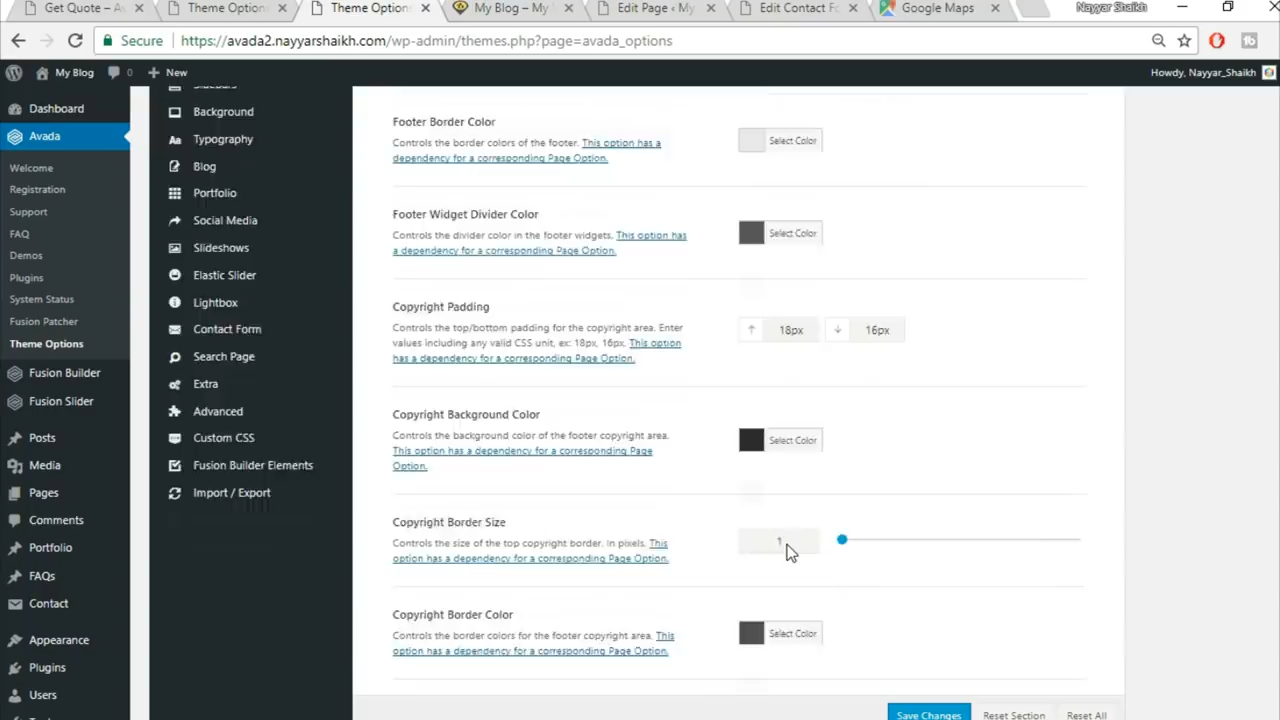 Get Quote – Av
Theme Option
Theme Option
My Blog – My
Edit Page ‹ My
Edit Contact Fo
Google Maps
Nayyar Shaikh
Secure
https://avada2.nayyarshaikh.com/wp-admin/themes.php?page=avada_options
My Blog
0
New
Howdy, Nayyar_Shaikh
Dashboard
Avada
Welcome
Registration
Support
FAQ
Demos
Plugins
System Status
Fusion Patcher
Theme Options
Fusion Builder
Fusion Slider
Posts
Media
Pages
Comments
Portfolio
FAQs
Contact
Appearance
Plugins
Users
Sidebars
Background
Typography
Blog
Portfolio
Social Media
Slideshows
Elastic Slider
Lightbox
Contact Form
Search Page
Extra
Advanced
Custom CSS
Fusion Builder Elements
Import / Export
Footer Border Color
Controls the border colors of the footer. This option has a
dependency for a corresponding Page Option.
Select Color
Footer Widget Divider Color
Controls the divider color in the footer widgets. This option has
a dependency for a corresponding Page Option.
Select Color
Copyright Padding
Controls the top/bottom padding for the copyright area. Enter
values including any valid CSS unit, ex: 18px, 16px. This option
has a dependency for a corresponding Page Option.
18px
16px
Copyright Background Color
Controls the background color of the footer copyright area.
This option has a dependency for a corresponding Page
Option.
Select Color
Copyright Border Size
Controls the size of the top copyright border. In pixels. This
option has a dependency for a corresponding Page Option.
1
Copyright Border Color
Controls the border colors for the footer copyright area. This
option has a dependency for a corresponding Page Option.
Select Color
Save Changes
Reset Section
Reset All